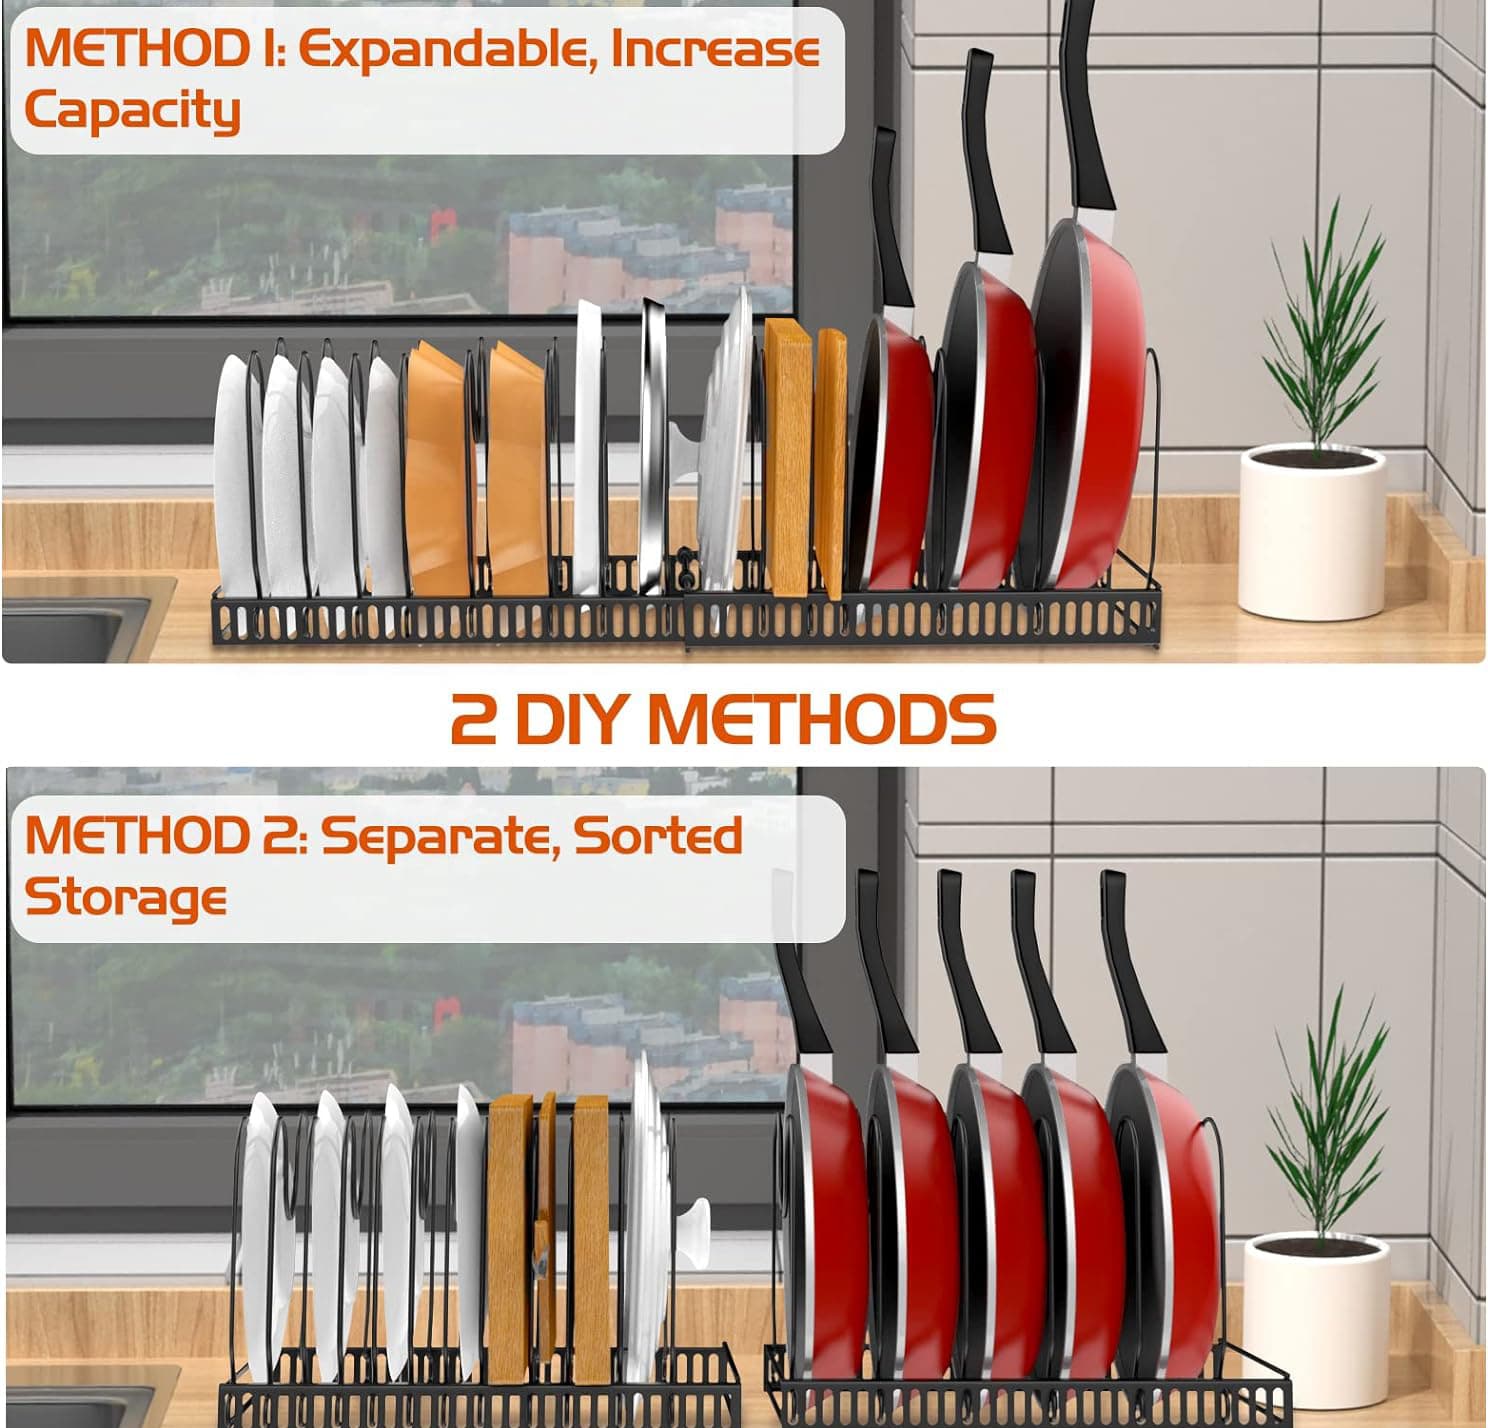 METHOD 1: Expandable, Increase
Capacity
2 DIY METHODS
METHOD 2: Separate, Sorted
Storage